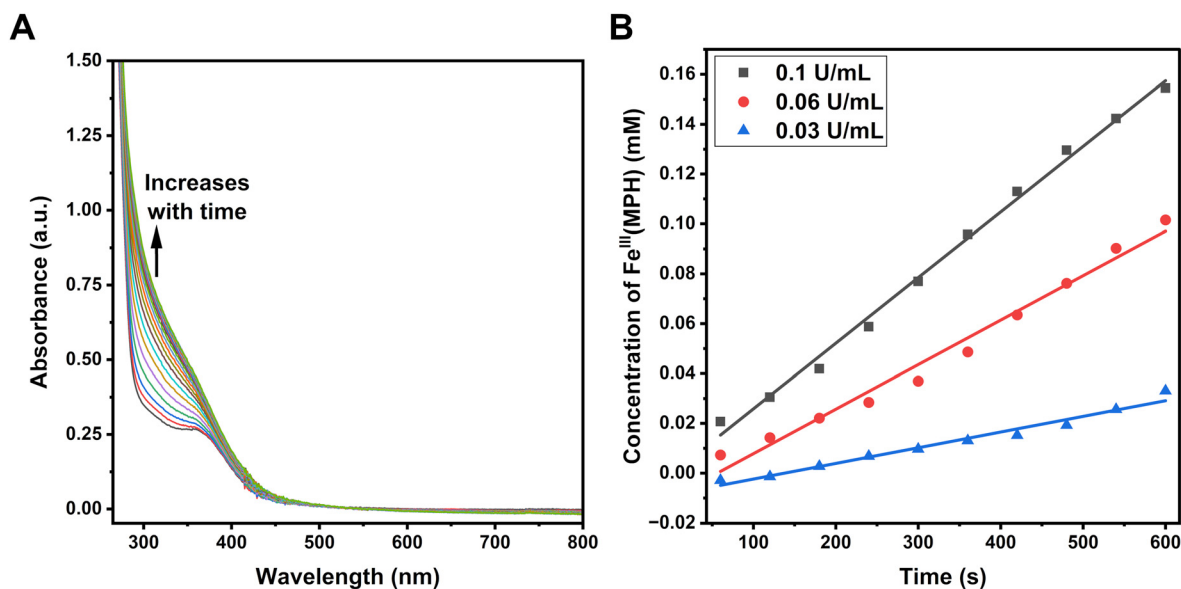 A
1.50
1.25
1.00
0.75
0.50
0.25
0.00
Increases
with time
Absorbance (a.u.)
300
400
500
600
700
800
Wavelength (nm)
B
0.1 U/mL
0.06 U/mL
0.03 U/mL
0.16
0.14
0.12
0.10
0.08
0.06
0.04
0.02
0.00
−0.02
Concentration of Feᴵᴵᴵ(MPH) (mM)
100
200
300
400
500
600
Time (s)